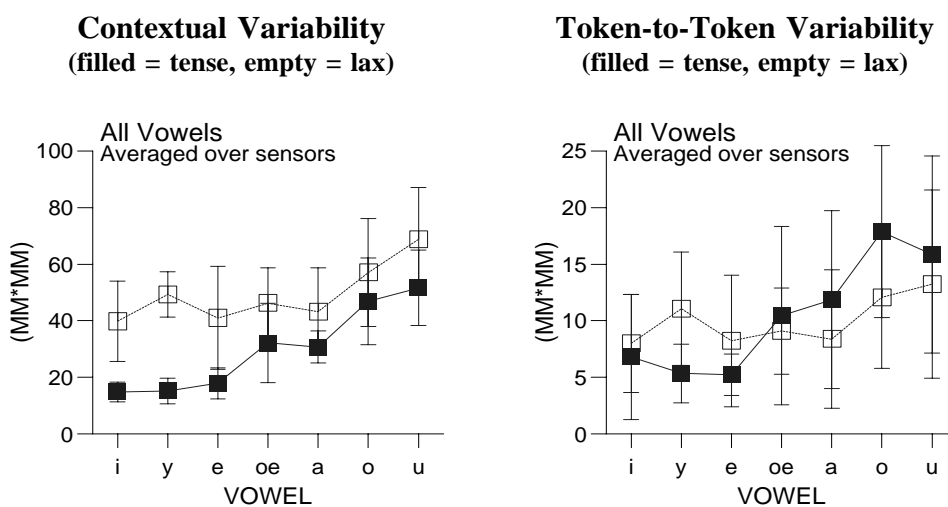 Contextual Variability
(filled = tense, empty = lax)
All Vowels
Averaged over sensors
100
80
60
40
20
0
(MM*MM)
i y e oe a o u
VOWEL
Token-to-Token Variability
(filled = tense, empty = lax)
All Vowels
Averaged over sensors
25
20
15
10
5
0
(MM*MM)
i y e oe a o u
VOWEL